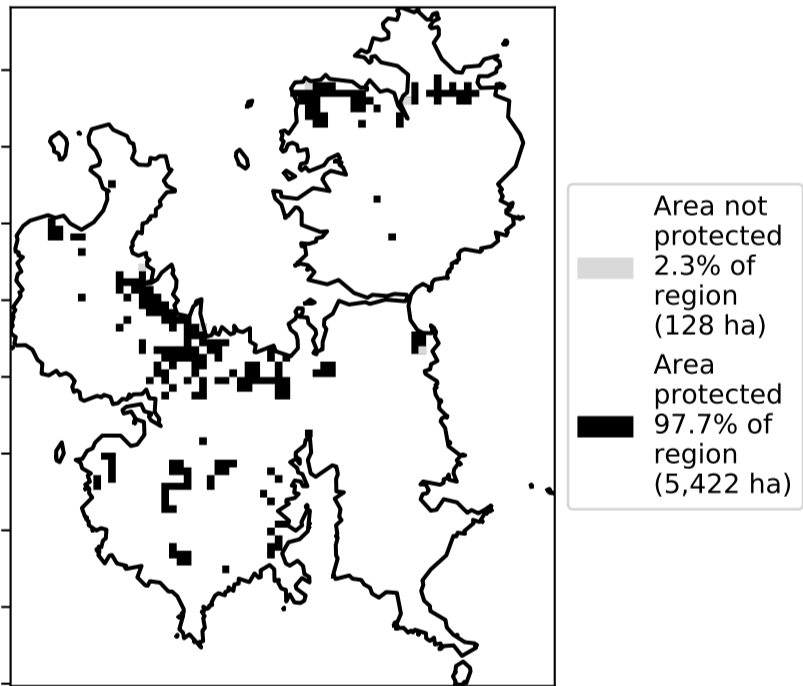 Area not
protected
2.3% of
region
(128 ha)
Area
protected
97.7% of
region
(5,422 ha)